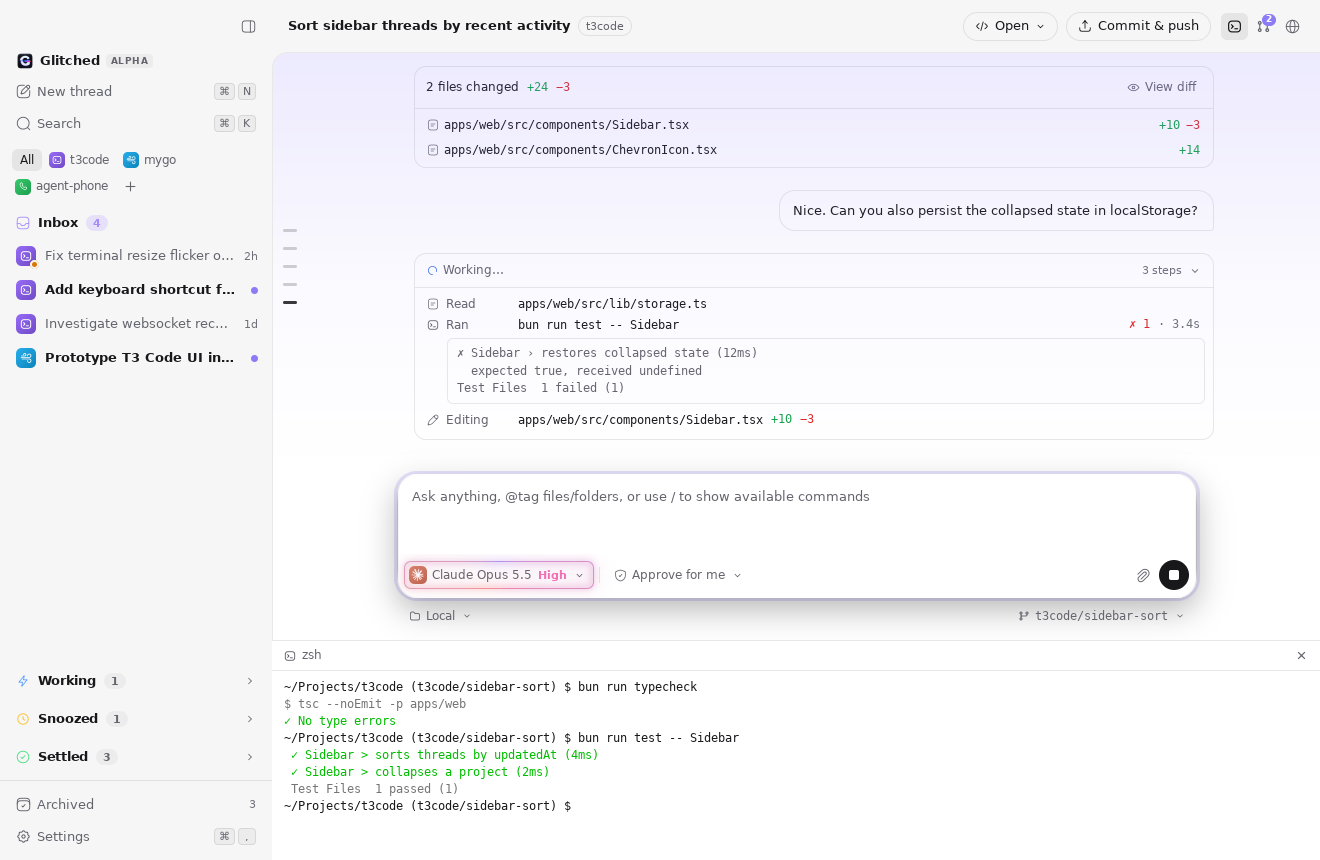 Sort sidebar threads by recent activity
t3code
Open
Commit & push
2
Glitched ALPHA
New thread ⌘ N
Search ⌘ K
All t3code mygo
agent-phone +
Inbox 4
Fix terminal resize flicker o... 2h
Add keyboard shortcut f...
Investigate websocket rec... 1d
Prototype T3 Code UI in...
Working 1
Snoozed 1
Settled 3
Archived 3
Settings ⌘ ,
2 files changed +24 −3 View diff
apps/web/src/components/Sidebar.tsx +10 −3
apps/web/src/components/ChevronIcon.tsx +14
Nice. Can you also persist the collapsed state in localStorage?
Working... 3 steps
Read apps/web/src/lib/storage.ts
Ran bun run test -- Sidebar ✗ 1 · 3.4s
✗ Sidebar › restores collapsed state (12ms)
expected true, received undefined
Test Files 1 failed (1)
Editing apps/web/src/components/Sidebar.tsx +10 −3
Ask anything, @tag files/folders, or use / to show available commands
Claude Opus 5.5 High
Approve for me
Local
t3code/sidebar-sort
zsh
~/Projects/t3code (t3code/sidebar-sort) $ bun run typecheck
$ tsc --noEmit -p apps/web
✓ No type errors
~/Projects/t3code (t3code/sidebar-sort) $ bun run test -- Sidebar
✓ Sidebar > sorts threads by updatedAt (4ms)
✓ Sidebar > collapses a project (2ms)
Test Files 1 passed (1)
~/Projects/t3code (t3code/sidebar-sort) $